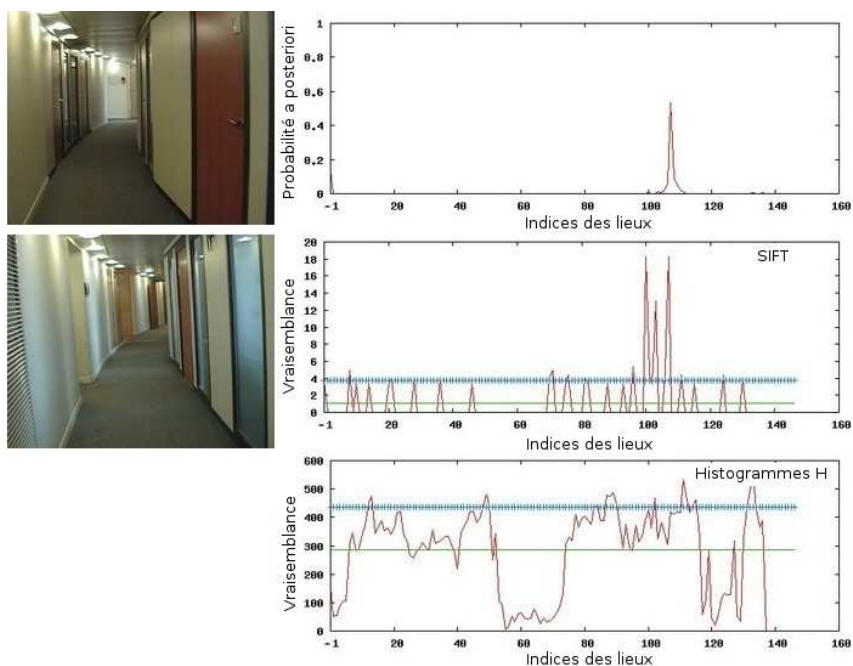 Probabilité a posteriori
1
0.8
0.6
0.4
0.2
0
-1 20 40 60 80 100 120 140 160
Indices des lieux
SIFT
Vraisemblance
20
18
16
14
12
10
8
6
4
2
0
-1 20 40 60 80 100 120 140 160
Indices des lieux
Histogrammes H
Vraisemblance
600
500
400
300
200
100
0
-1 20 40 60 80 100 120 140 160
Indices des lieux